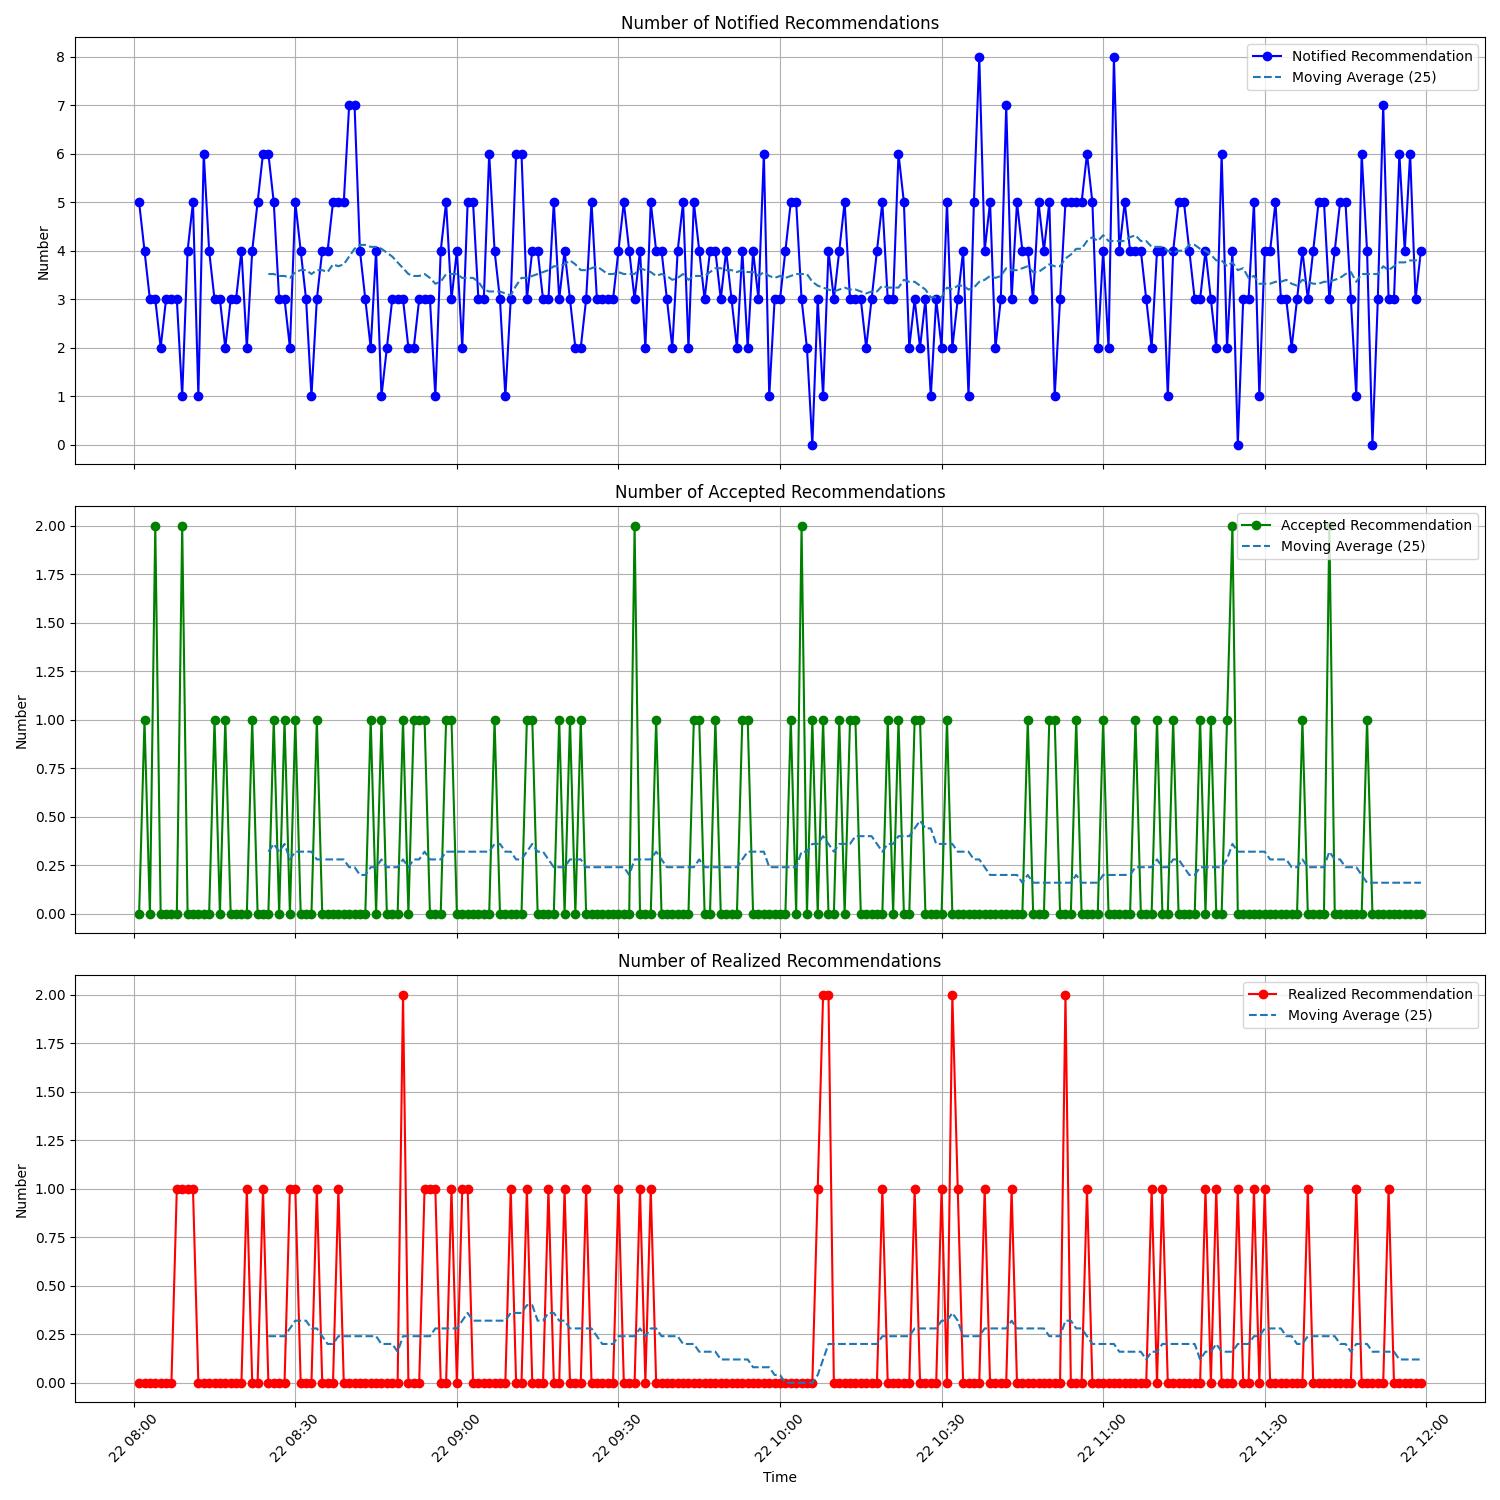 Number of Notified Recommendations
Notified Recommendation
Moving Average (25)
8
7
6
5
4
3
2
1
0
Number
Number of Accepted Recommendations
Accepted Recommendation
Moving Average (25)
2.00
1.75
1.50
1.25
1.00
0.75
0.50
0.25
0.00
Number
Number of Realized Recommendations
Realized Recommendation
Moving Average (25)
2.00
1.75
1.50
1.25
1.00
0.75
0.50
0.25
0.00
Number
22 08:00
22 08:30
22 09:00
22 09:30
22 10:00
22 10:30
22 11:00
22 11:30
22 12:00
Time